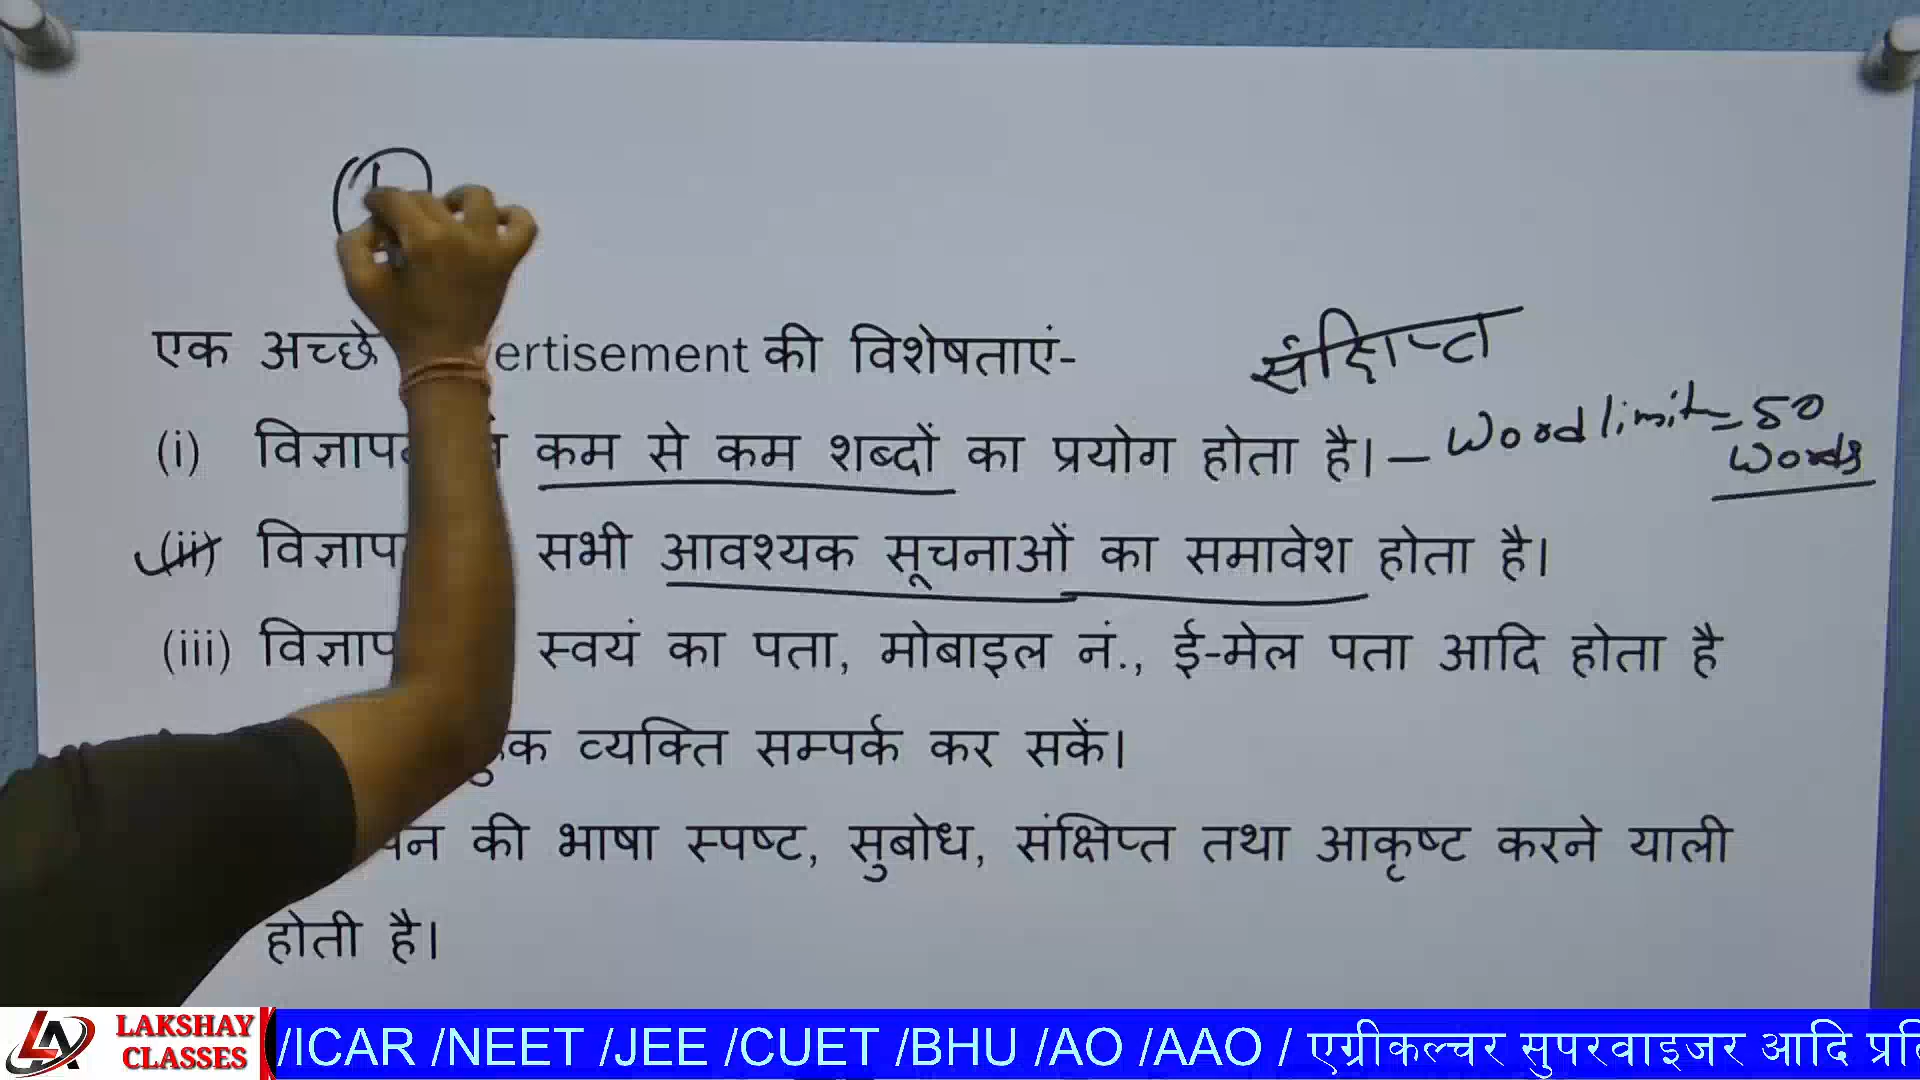 एक अच्छे ertisement की विशेषताएं-
संक्षिप्ता
(i) विज्ञाप कम से कम शब्दों का प्रयोग होता है। - Word limit = 50 words
(ii) विज्ञाप सभी आवश्यक सूचनाओं का समावेश होता है।
(iii) विज्ञाप स्वयं का पता, मोबाइल नं., ई-मेल पता आदि होता है
क व्यक्ति सम्पर्क कर सकें।
पन की भाषा स्पष्ट, सुबोध, संक्षिप्त तथा आकृष्ट करने याली
होती है।
LAKSHAY CLASSES /ICAR /NEET /JEE /CUET /BHU /AO /AAO / एग्रीकल्चर सुपरवाइजर आदि प्रति